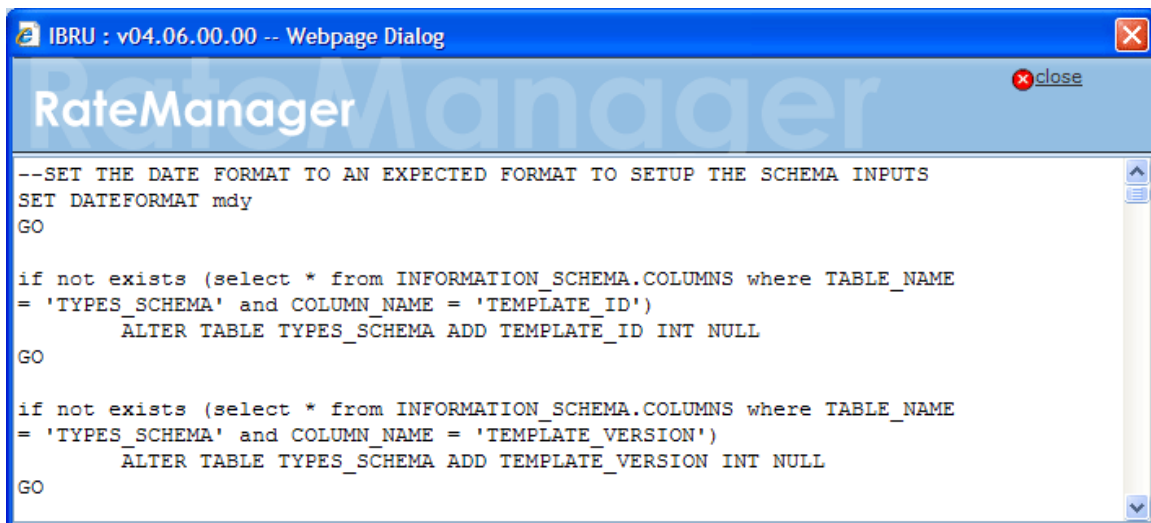 IBRU : v04.06.00.00 -- Webpage Dialog
RateManager
RateManager
close
--SET THE DATE FORMAT TO AN EXPECTED FORMAT TO SETUP THE SCHEMA INPUTS
SET DATEFORMAT mdy
GO
if not exists (select * from INFORMATION_SCHEMA.COLUMNS where TABLE_NAME
= 'TYPES_SCHEMA' and COLUMN_NAME = 'TEMPLATE_ID')
ALTER TABLE TYPES_SCHEMA ADD TEMPLATE_ID INT NULL
GO
if not exists (select * from INFORMATION_SCHEMA.COLUMNS where TABLE_NAME
= 'TYPES_SCHEMA' and COLUMN_NAME = 'TEMPLATE_VERSION')
ALTER TABLE TYPES_SCHEMA ADD TEMPLATE_VERSION INT NULL
GO